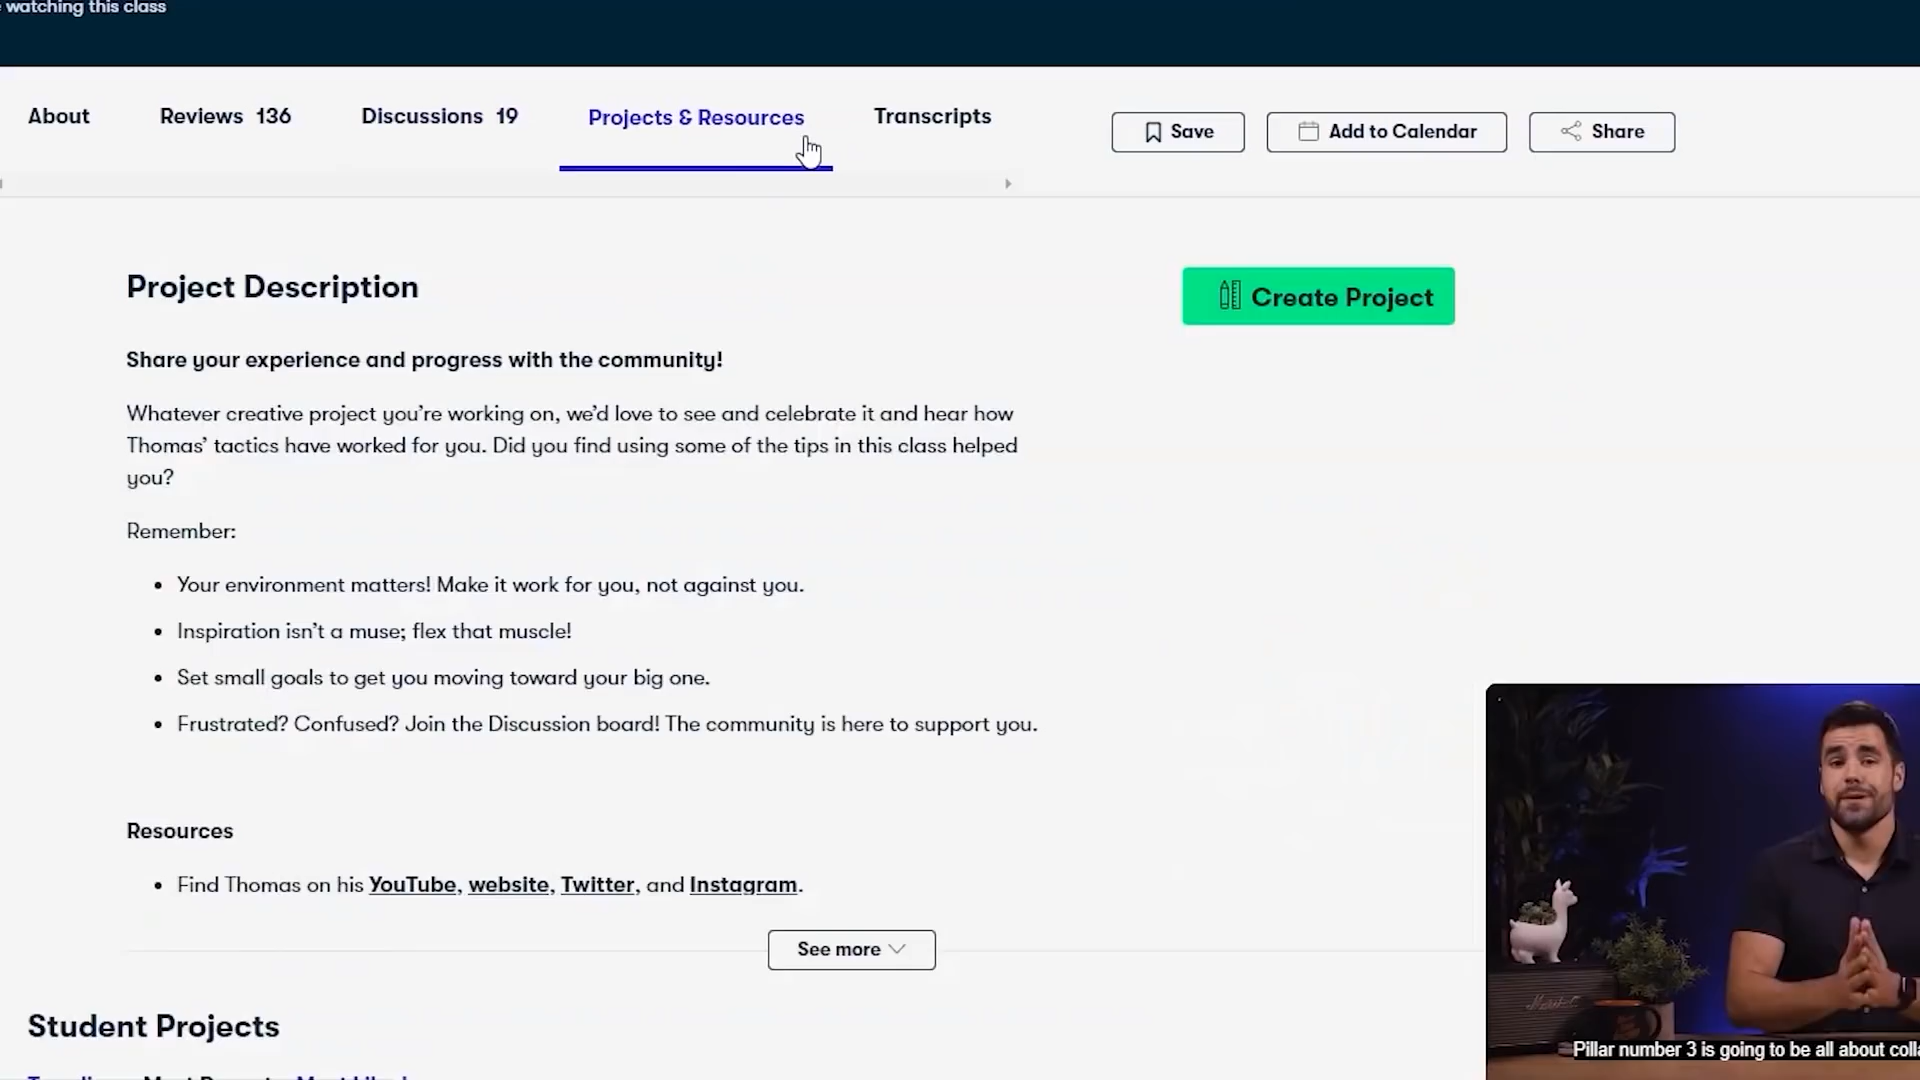 watching this class
About
Reviews 136
Discussions 19
Projects & Resources
Transcripts
Save
Add to Calendar
Share
Project Description
Create Project
Share your experience and progress with the community!
Whatever creative project you're working on, we'd love to see and celebrate it and hear how
Thomas' tactics have worked for you. Did you find using some of the tips in this class helped
you?
Remember:
• Your environment matters! Make it work for you, not against you.
• Inspiration isn't a muse; flex that muscle!
• Set small goals to get you moving toward your big one.
• Frustrated? Confused? Join the Discussion board! The community is here to support you.
Resources
• Find Thomas on his YouTube, website, Twitter, and Instagram.
See more
Student Projects
Marshall
Pillar number 3 is going to be all about